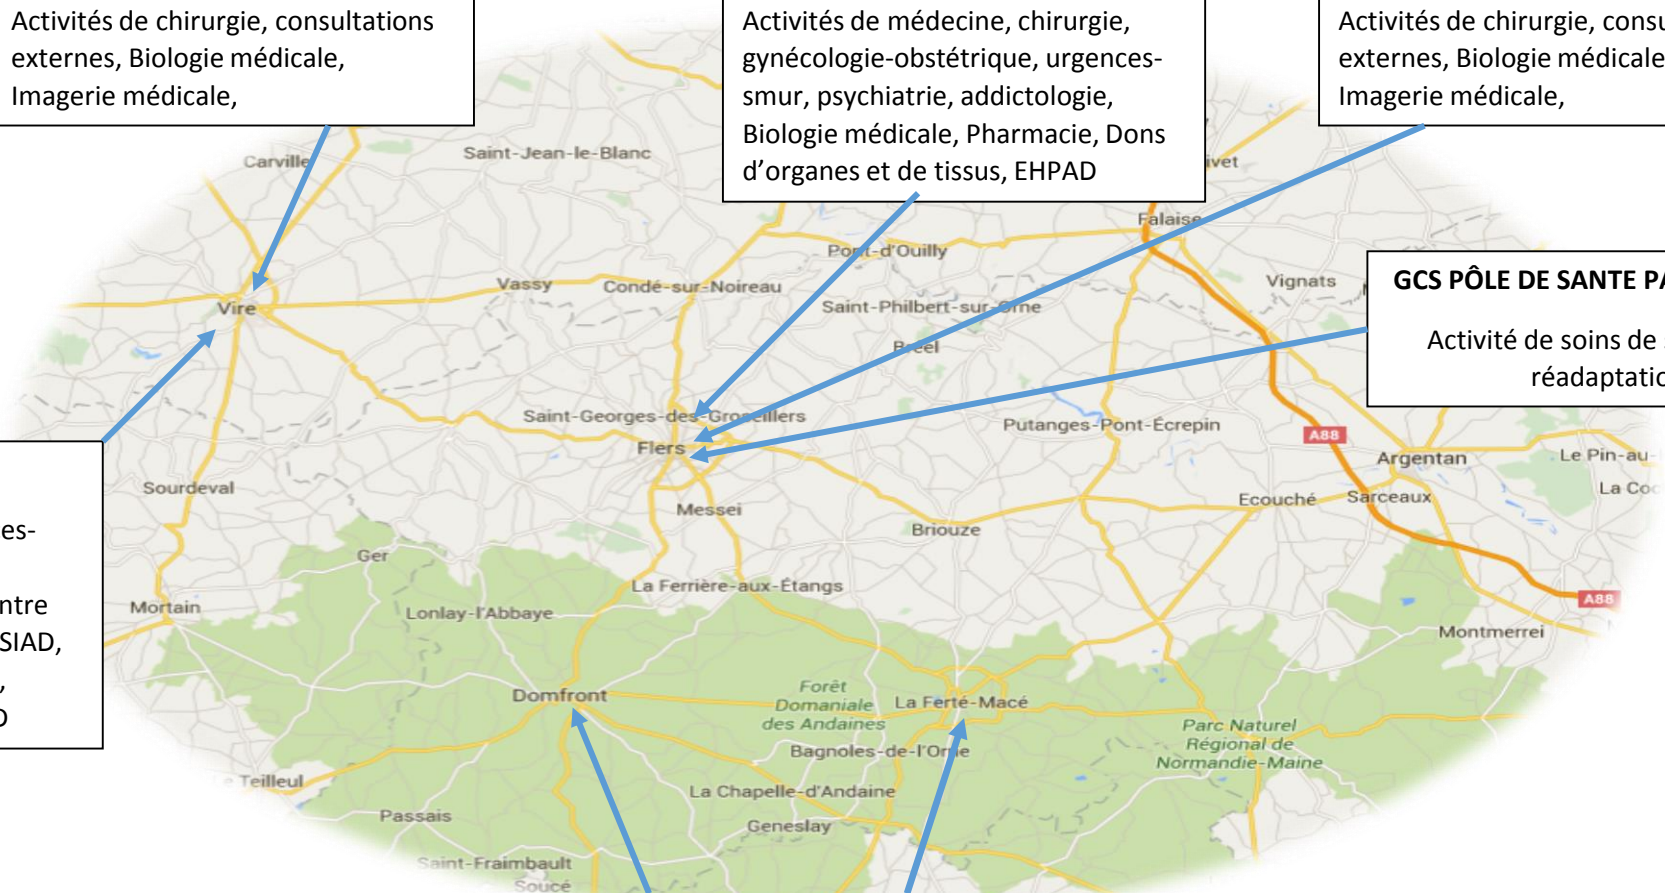 Activités de chirurgie, consultations
externes, Biologie médicale,
Imagerie médicale,
Activités de médecine, chirurgie,
gynécologie-obstétrique, urgences-
smur, psychiatrie, addictologie,
Biologie médicale, Pharmacie, Dons
d'organes et de tissus, EHPAD
Activités de chirurgie, consu
externes, Biologie médicale
Imagerie médicale,
GCS PÔLE DE SANTE PA
Activité de soins de s
réadaptatio
es-
ntre
SIAD,
,
D
Carville
Saint-Jean-le-Blanc
ivet
Falaise
Pont-d'Ouilly
Vassy
Condé-sur-Noireau
Vignats
Vire
Saint-Philbert-sur-Orne
Bréel
Saint-Georges-des-Groseillers
Putanges-Pont-Écrepin
A88
Flers
Argentan
Le Pin-au-
Sourdeval
La Coc
Ecouché
Sarceaux
Messei
Briouze
Ger
La Ferrière-aux-Étangs
A88
Mortain
Lonlay-l'Abbaye
Montmerrei
Domfront
Forêt
Domaniale
des Andaines
La Ferté-Macé
Parc Naturel
Régional de
Normandie-Maine
Bagnoles-de-l'Orne
Teilleul
La Chapelle-d'Andaine
Passais
Geneslay
Saint-Fraimbault
Soucé